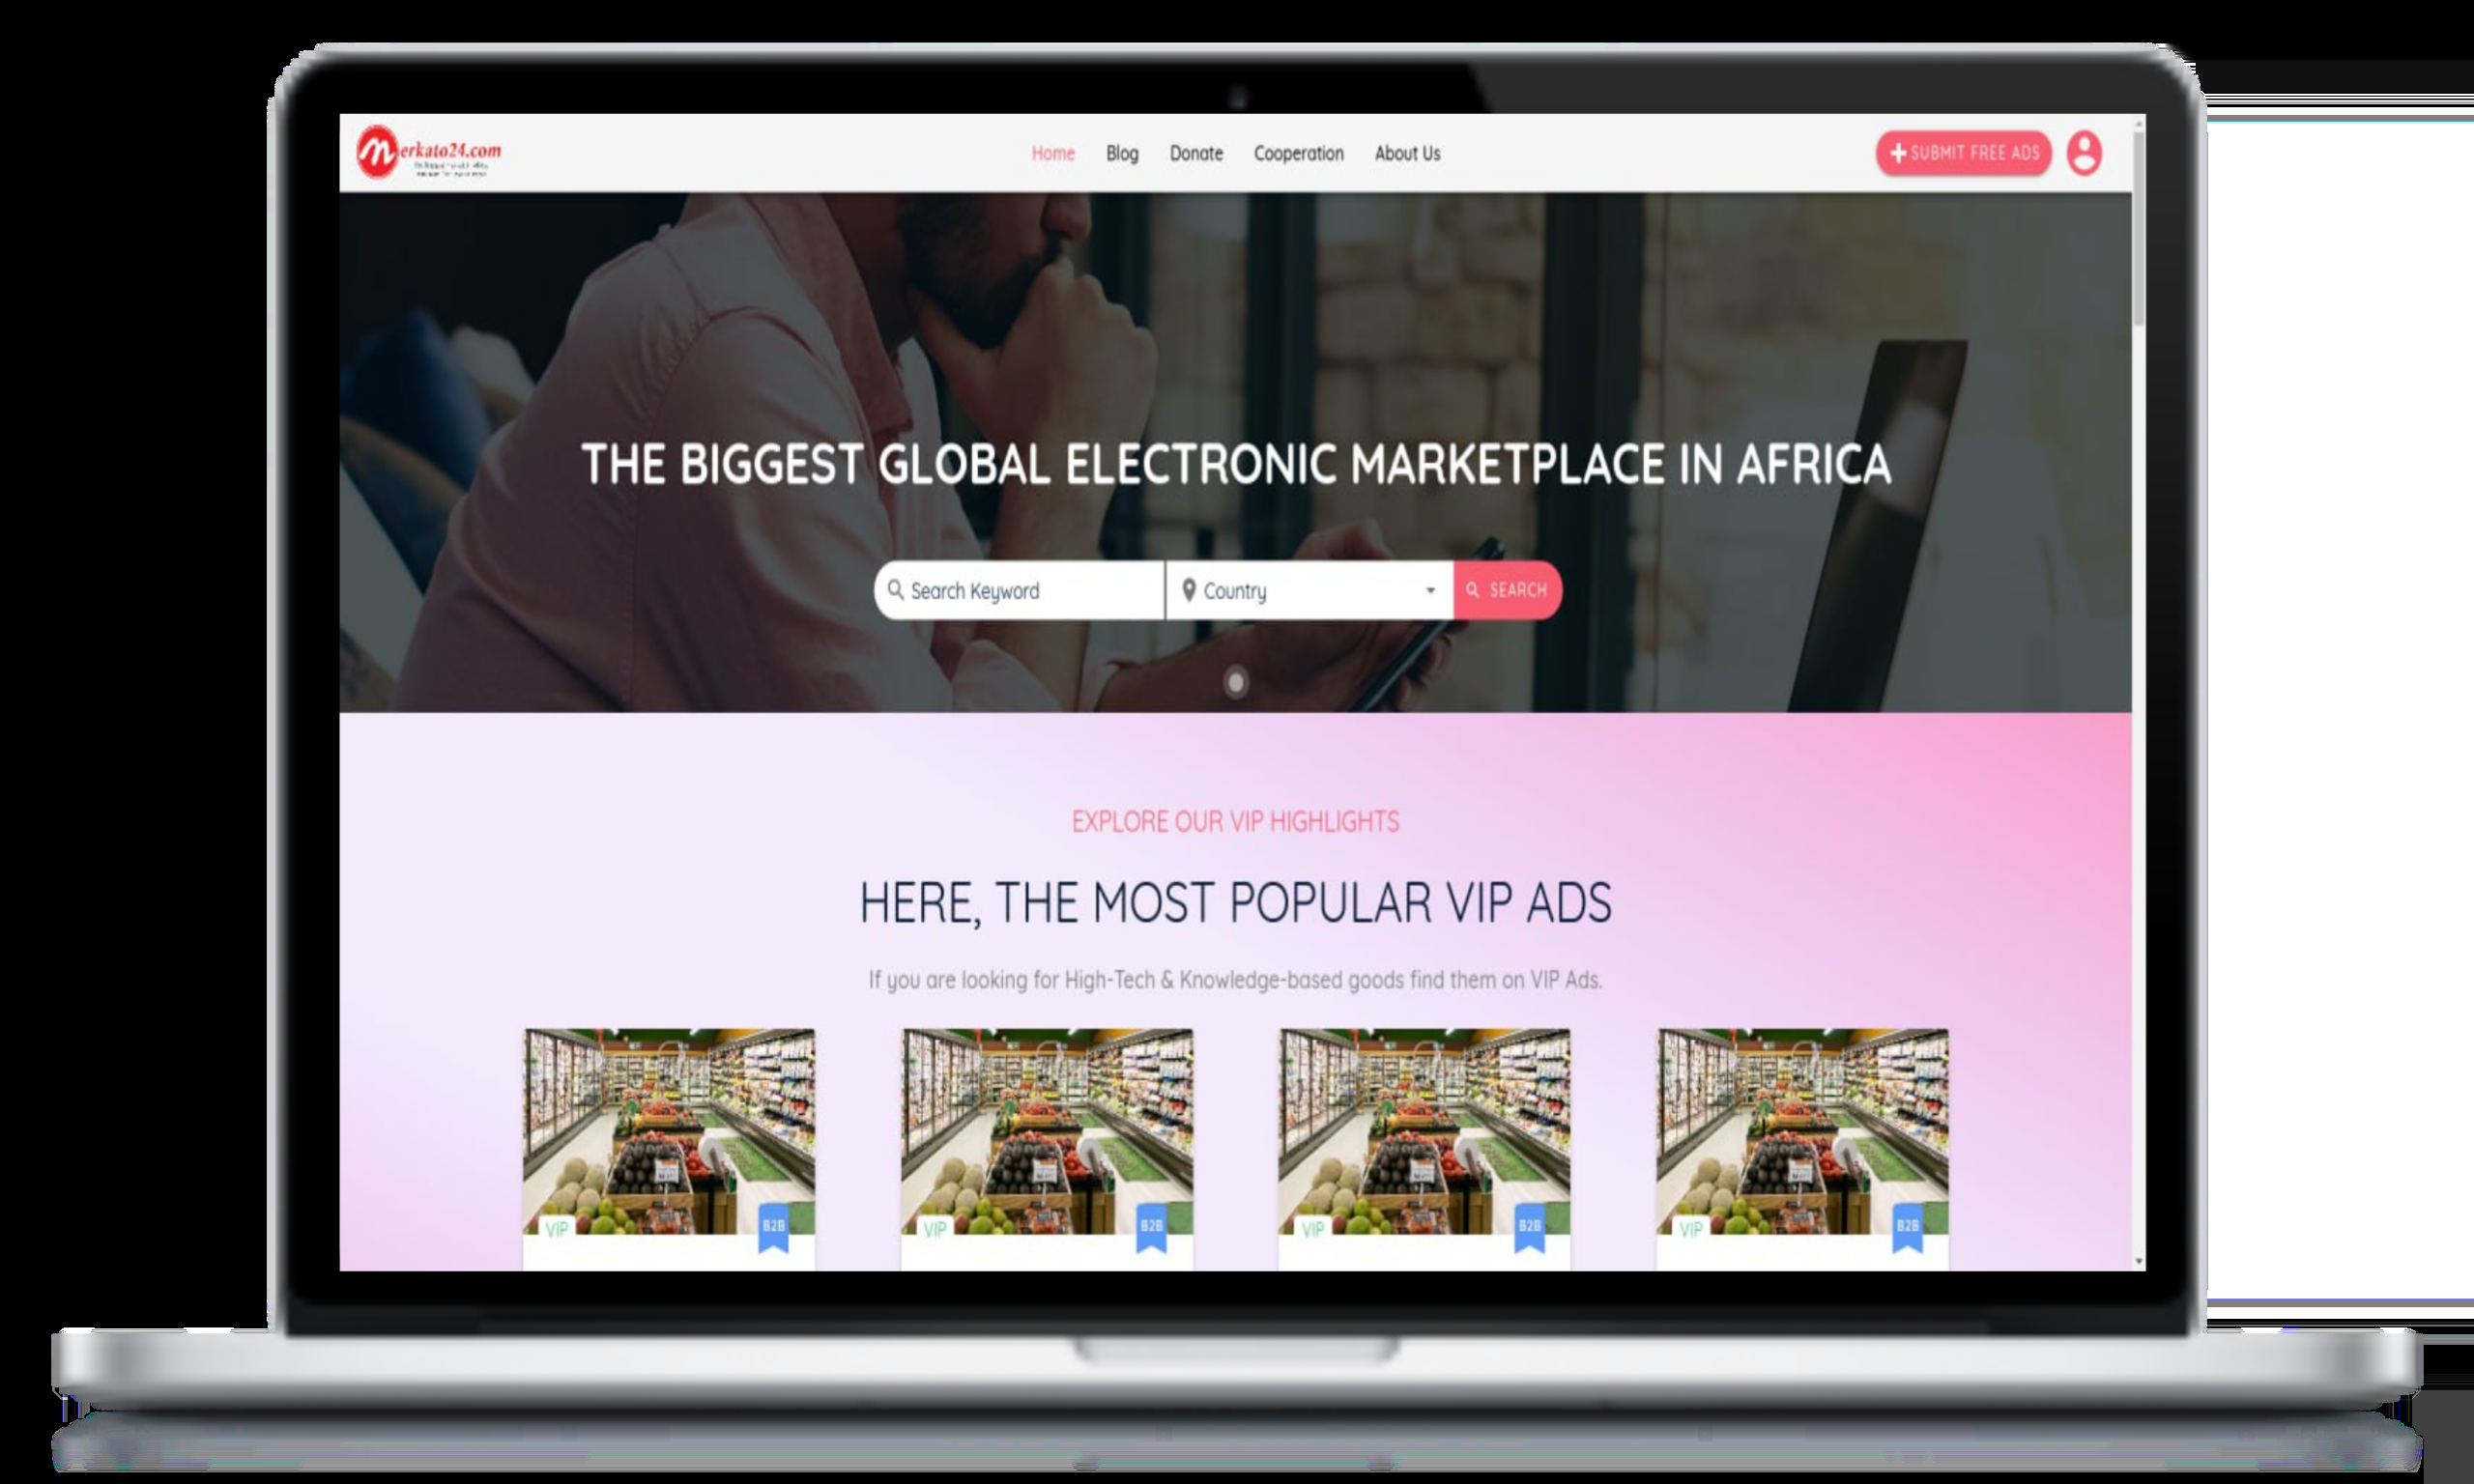 Merkato24.com
Home Blog Donate Cooperation About Us
SUBMIT FREE ADS
THE BIGGEST GLOBAL ELECTRONIC MARKETPLACE IN AFRICA
Search Keyword
Country
SEARCH
EXPLORE OUR VIP HIGHLIGHTS
HERE, THE MOST POPULAR VIP ADS
If you are looking for High-Tech & Knowledge-based goods find them on VIP Ads.
VIP B2B VIP B2B VIP B2B VIP B2B